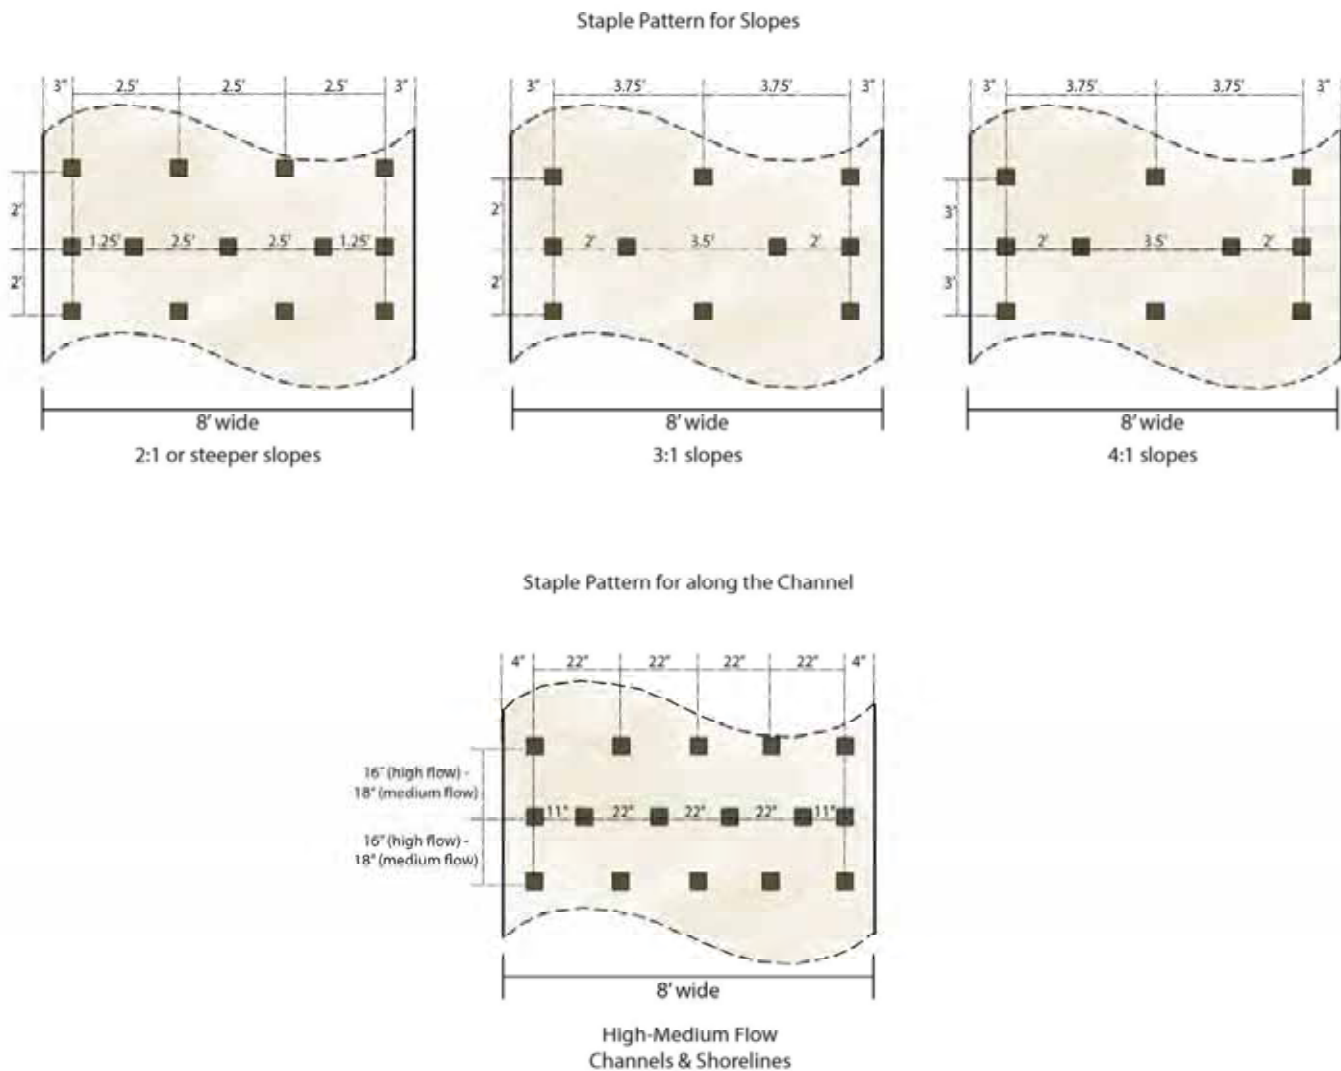 Staple Pattern for Slopes
3" 2.5' 2.5' 2.5' 3"
2'
1.25' 2.5' 2.5' 1.25'
2'
8' wide
2:1 or steeper slopes
3" 3.75' 3.75' 3"
2'
2' 3.5' 2'
2'
8' wide
3:1 slopes
3" 3.75' 3.75' 3"
3'
2' 3.5' 2'
3'
8' wide
4:1 slopes
Staple Pattern for along the Channel
4" 22" 22" 22" 22" 4"
16" (high flow) -
18" (medium flow)
11" 22" 22" 22" 11"
16" (high flow) -
18" (medium flow)
8' wide
High-Medium Flow
Channels & Shorelines